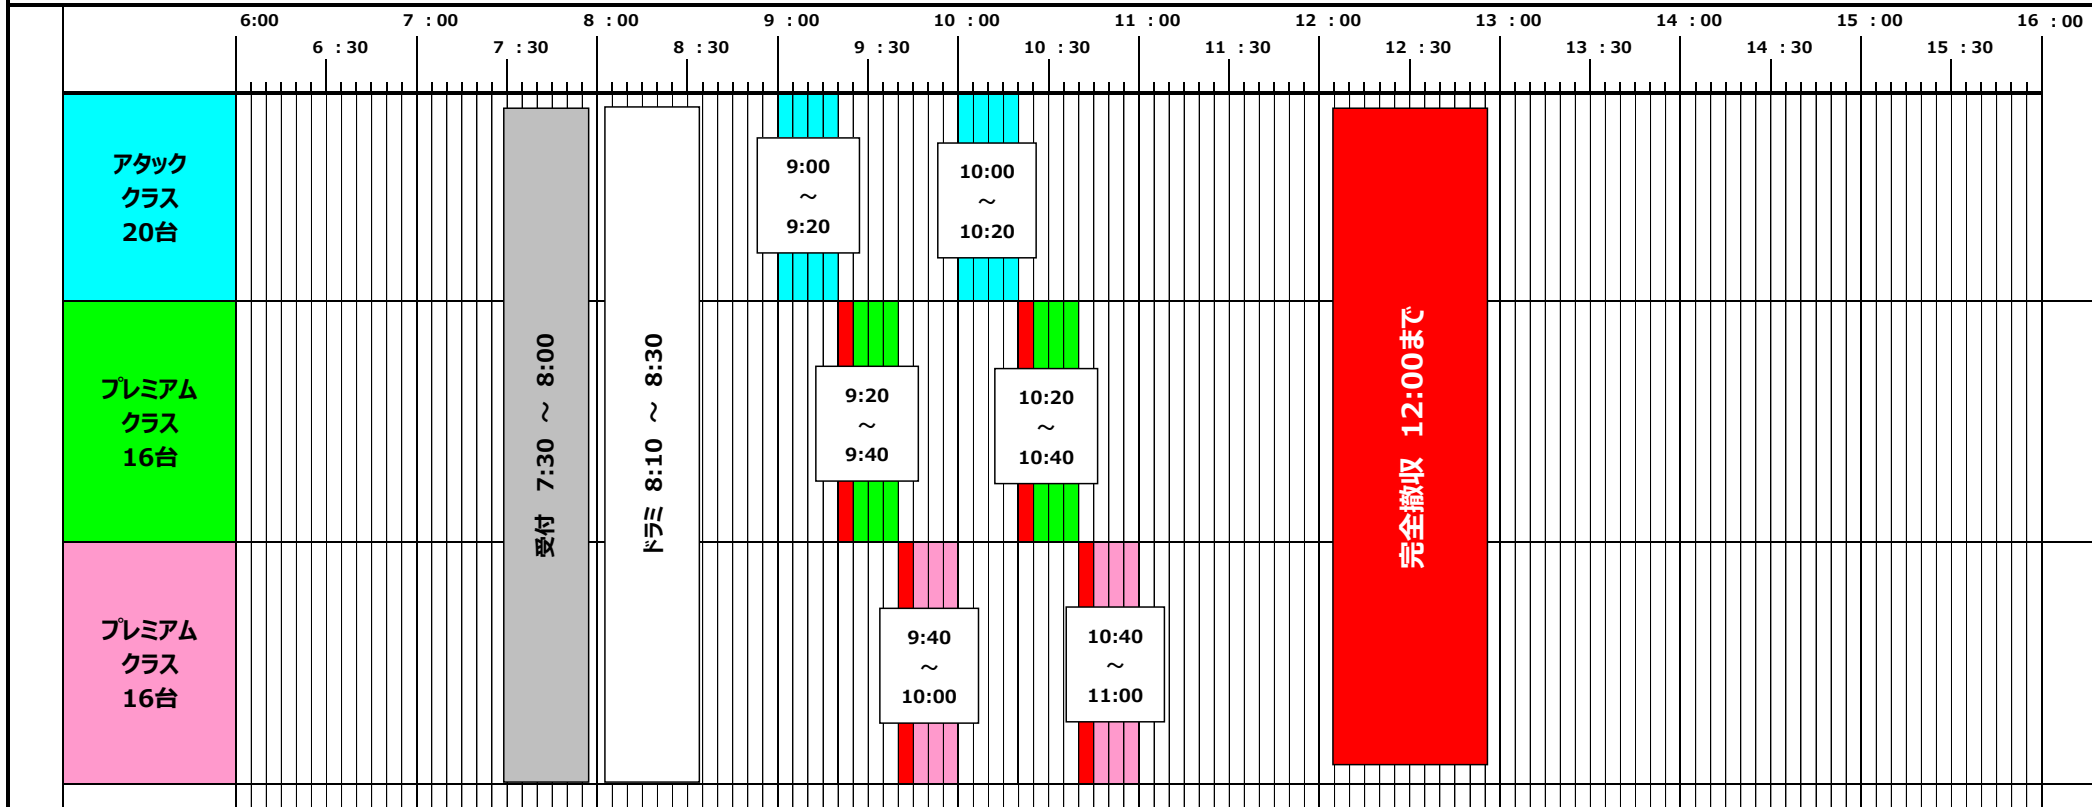 6:00
7 : 00
8 : 00
9 : 00
10 : 00
11 : 00
12 : 00
13 : 00
14 : 00
15 : 00
16 : 00
6 : 30
7 : 30
8 : 30
9 : 30
10 : 30
11 : 30
12 : 30
13 : 30
14 : 30
15 : 30
アタック
クラス
20台
9:00
～
9:20
10:00
～
10:20
プレミアム
クラス
16台
9:20
～
9:40
10:20
～
10:40
プレミアム
クラス
16台
9:40
～
10:00
10:40
～
11:00
受付 7:30 ～ 8:00
ドラミ 8:10 ～ 8:30
完全撤収 12:00まで